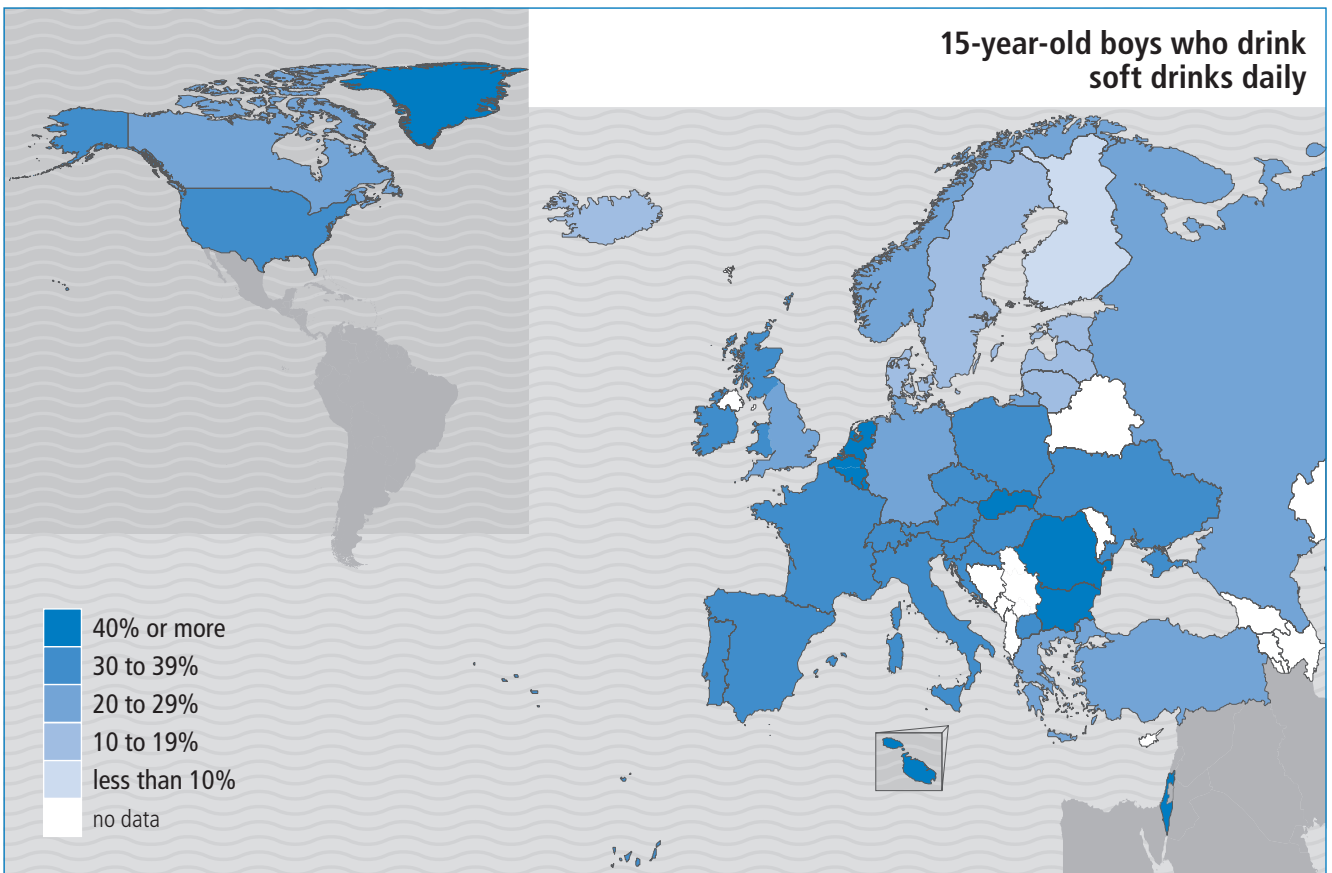 15-year-old boys who drink
soft drinks daily
40% or more
30 to 39%
20 to 29%
10 to 19%
less than 10%
no data